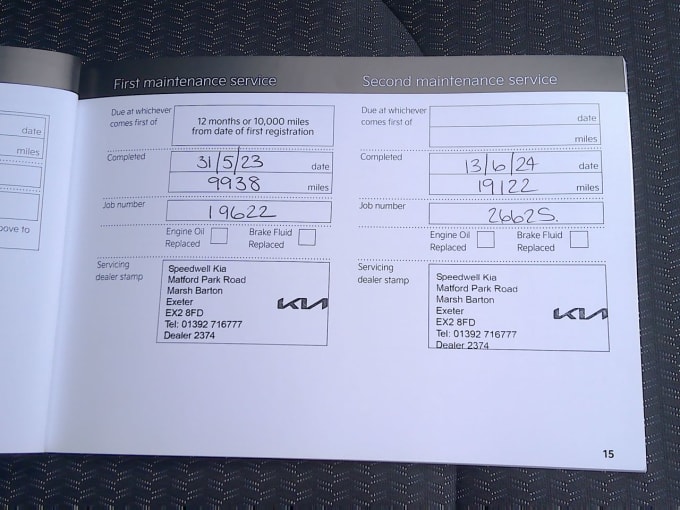 First maintenance service
Due at whichever
comes first of
12 months or 10,000 miles
from date of first registration
Completed
31/5/23 date
9938 miles
Job number
19622
Engine Oil
Replaced
Brake Fluid
Replaced
Servicing
dealer stamp
Speedwell Kia
Matford Park Road
Marsh Barton
Exeter
EX2 8FD
Tel: 01392 716777
Dealer 2374
KIA
Second maintenance service
Due at whichever
comes first of
date
miles
Completed
13/6/24 date
19122 miles
Job number
26625.
Engine Oil
Replaced
Brake Fluid
Replaced
Servicing
dealer stamp
Speedwell Kia
Matford Park Road
Marsh Barton
Exeter
EX2 8FD
Tel: 01392 716777
Dealer 2374
KIA
15
date
miles
to